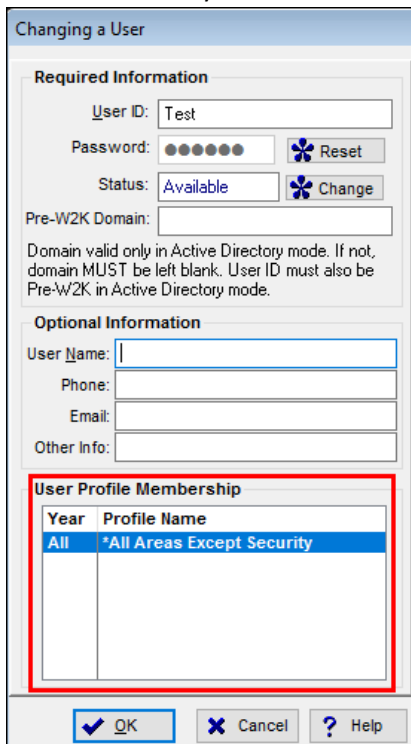 Changing a User
Required Information
User ID: Test
Password: ●●●●●● Reset
Status: Available Change
Pre-W2K Domain:
Domain valid only in Active Directory mode. If not,
domain MUST be left blank. User ID must also be
Pre-W2K in Active Directory mode.
Optional Information
User Name:
Phone:
Email:
Other Info:
User Profile Membership
Year Profile Name
All *All Areas Except Security
OK Cancel ? Help